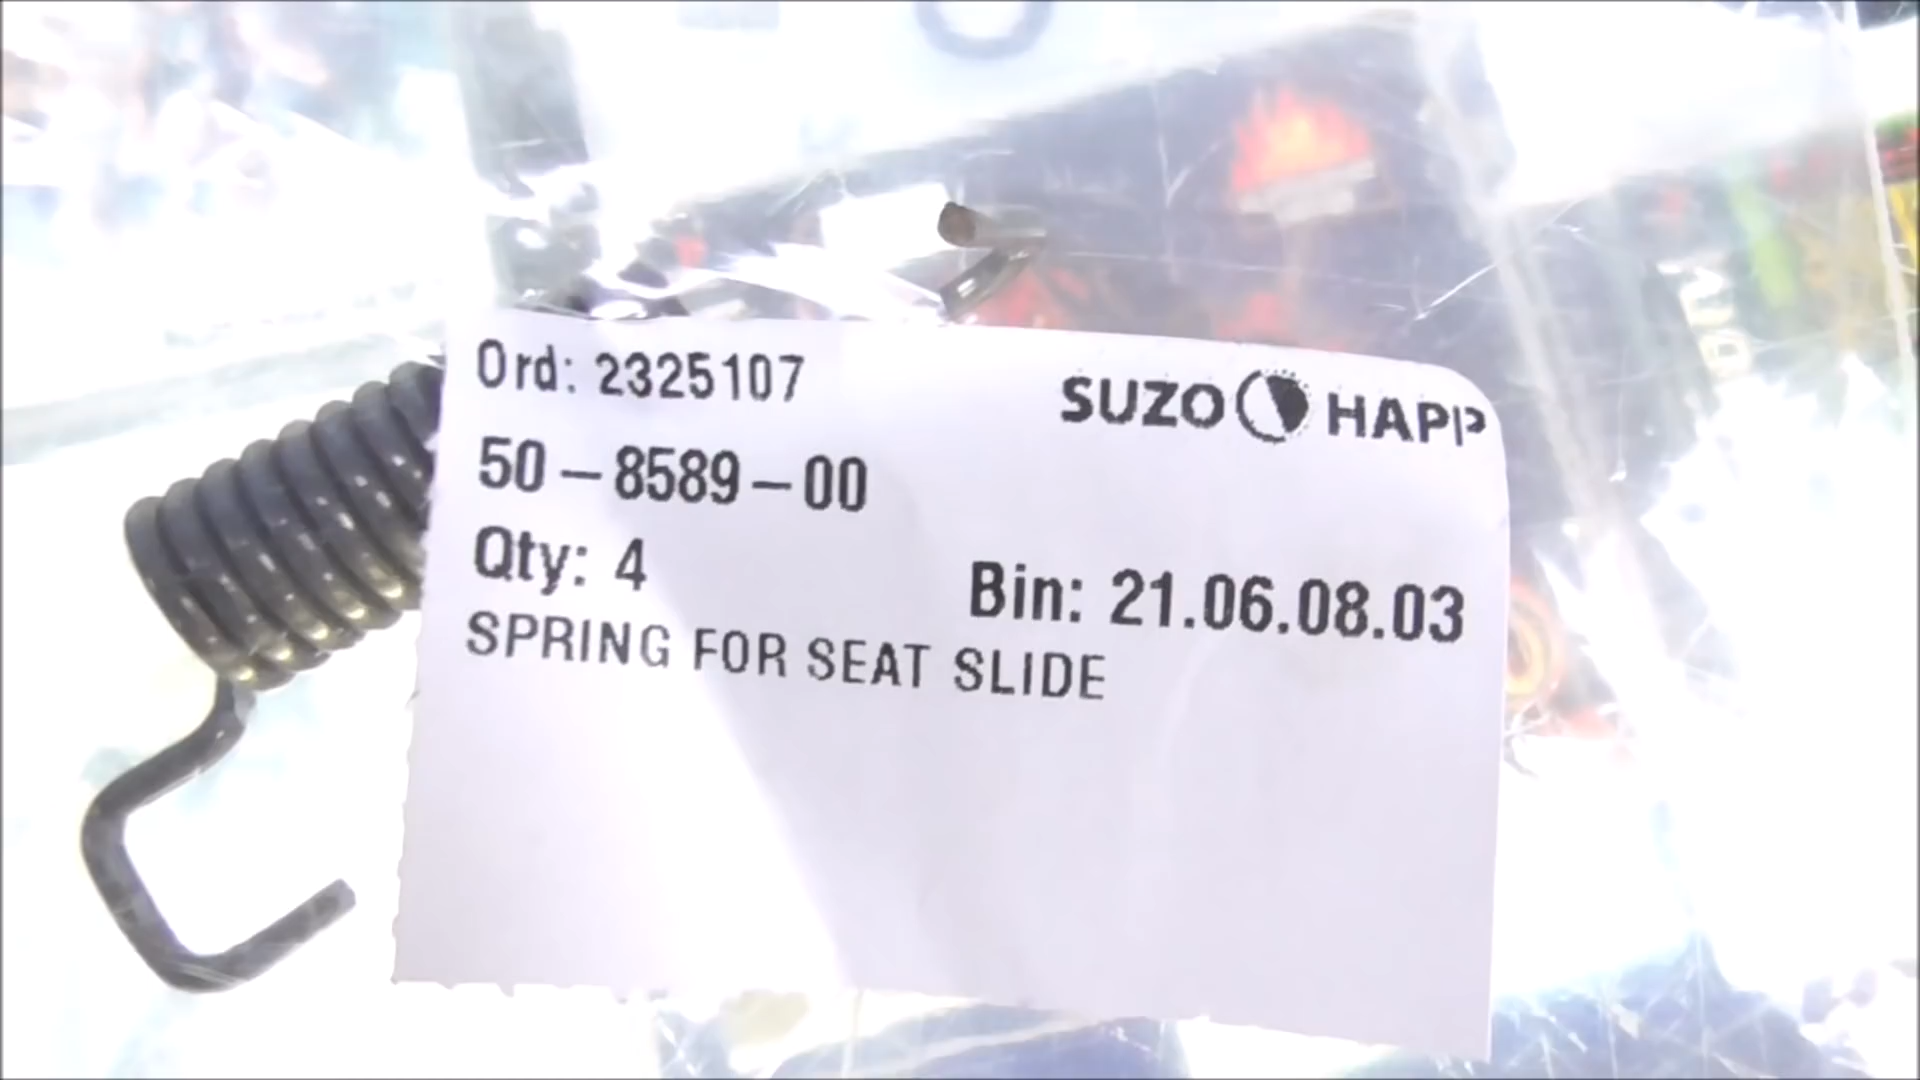 Ord: 2325107
SUZO HAPP
50-8589-00
Qty: 4
Bin: 21.06.08.03
SPRING FOR SEAT SLIDE